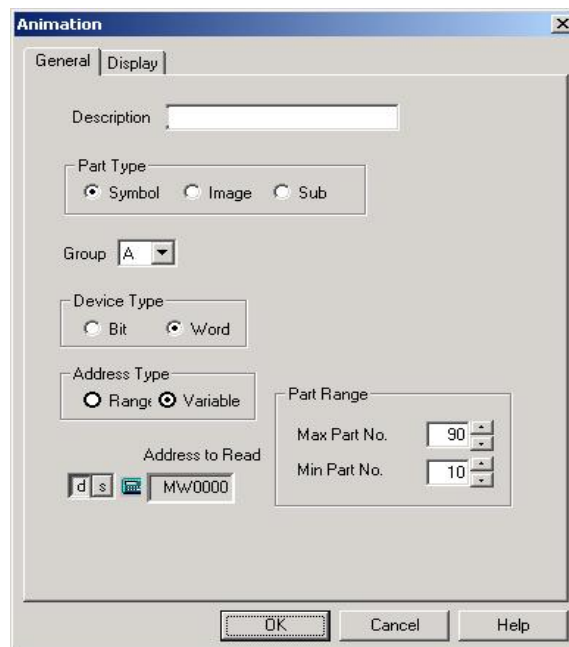 Animation
General Display
Description
Part Type
Symbol Image Sub
Group A
Device Type
Bit Word
Address Type
Range Variable
Part Range
Max Part No. 90
Address to Read
Min Part No. 10
d s MW0000
OK Cancel Help